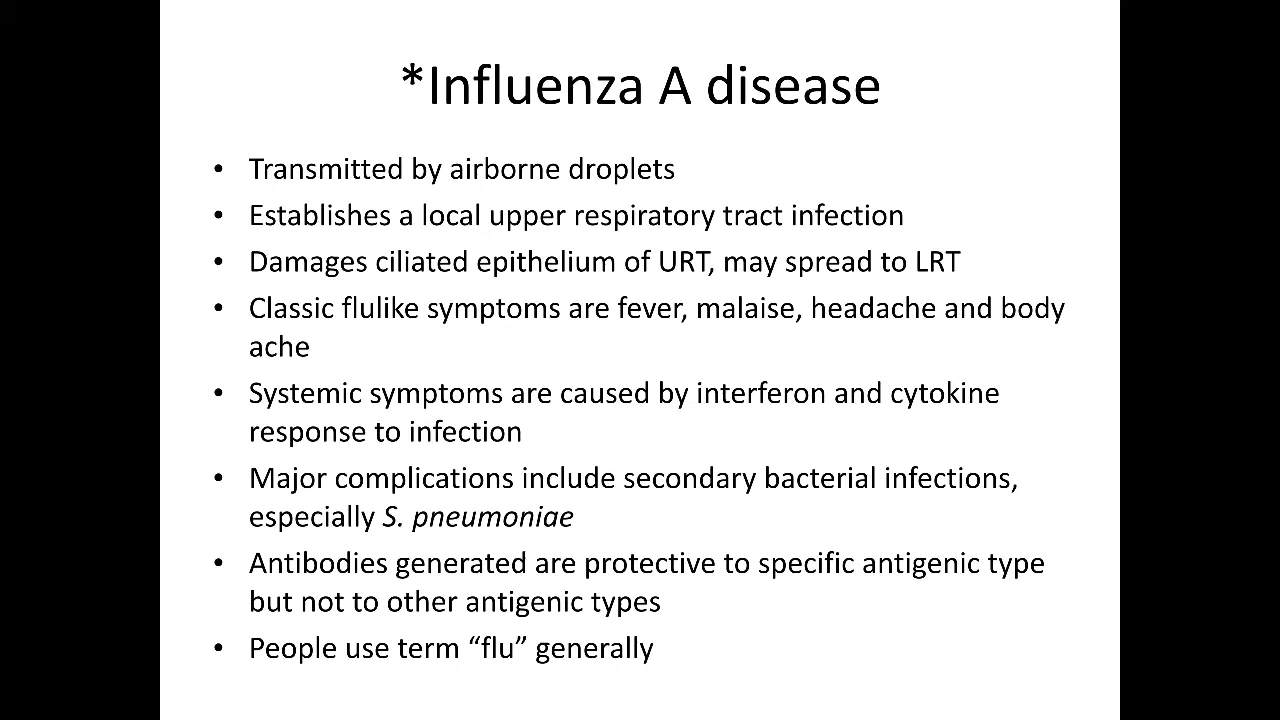 *Influenza A disease
• Transmitted by airborne droplets
• Establishes a local upper respiratory tract infection
• Damages ciliated epithelium of URT, may spread to LRT
• Classic flulike symptoms are fever, malaise, headache and body
ache
• Systemic symptoms are caused by interferon and cytokine
response to infection
• Major complications include secondary bacterial infections,
especially S. pneumoniae
• Antibodies generated are protective to specific antigenic type
but not to other antigenic types
• People use term “flu” generally